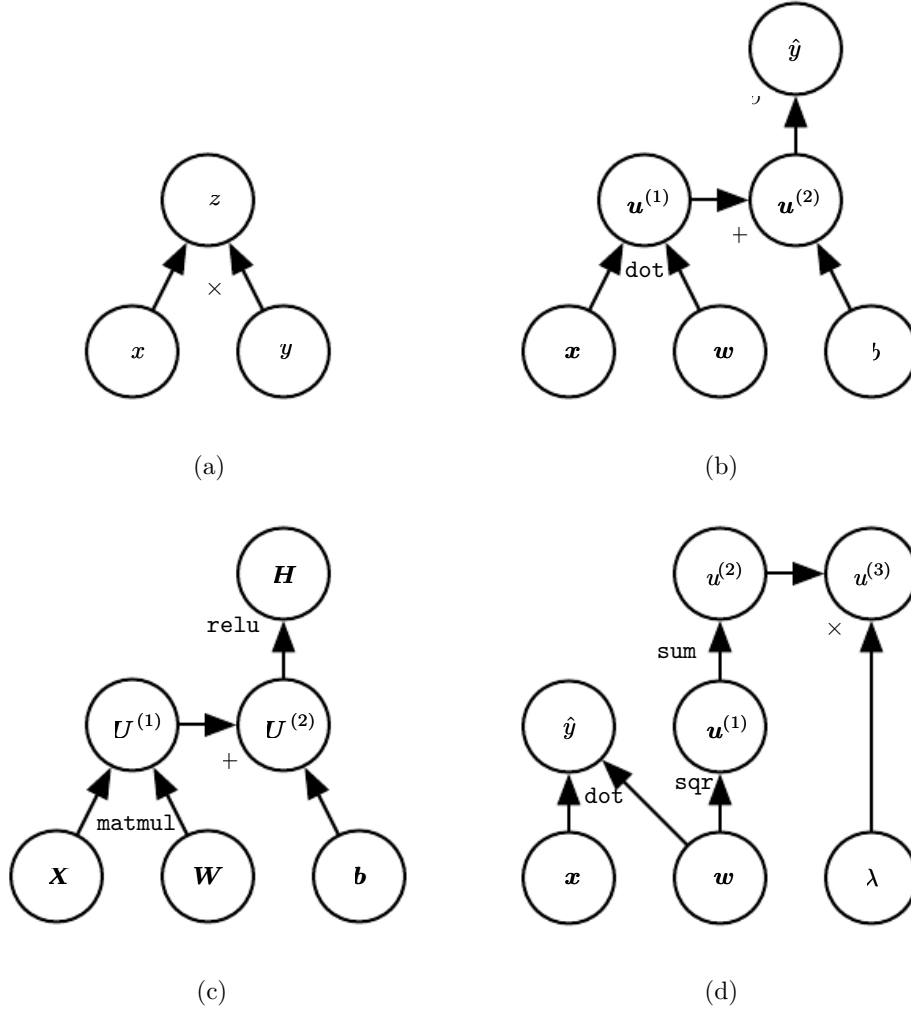 ŷ
z
u⁽¹⁾ u⁽²⁾
+
dot
×
x y x w
(a) (b)
H
u⁽²⁾ u⁽³⁾
relu
×
sum
U⁽¹⁾ U⁽²⁾ ŷ u⁽¹⁾
+
sqr
dot
matmul
X W b x w λ
(c) (d)